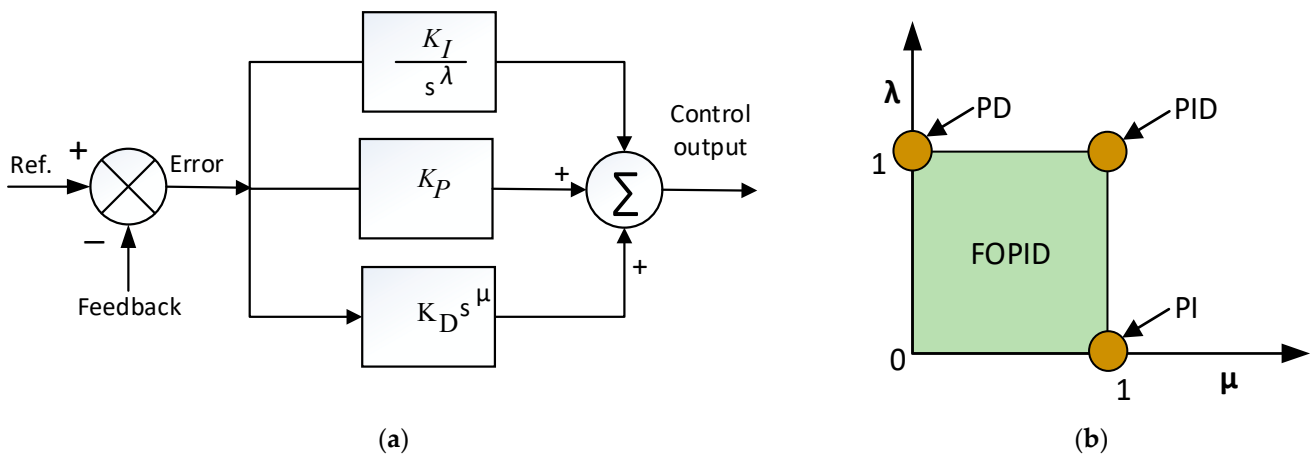 K_I
s^λ
Ref.
+
−
Error
Feedback
K_P
K_D s^μ
+
+
Σ
Control
output
(a)
λ
PD
PID
1
FOPID
PI
0
1
μ
(b)